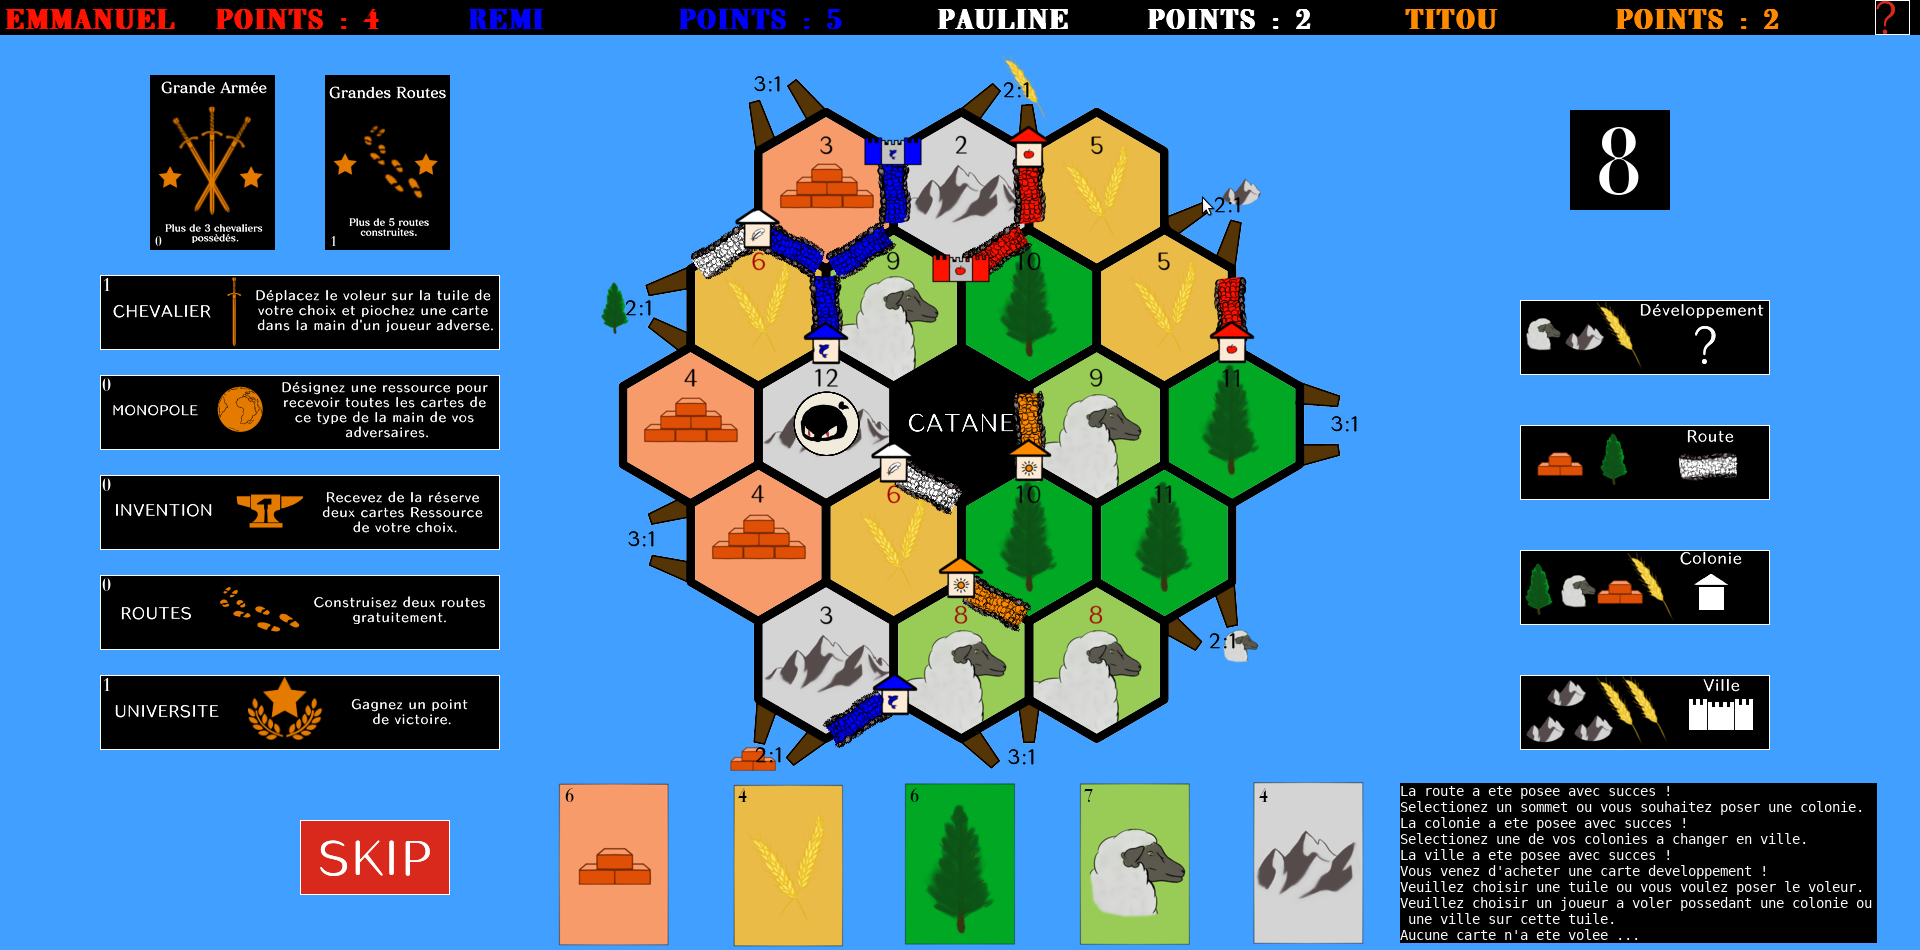 EMMANUEL POINTS : 4 REMI POINTS : 5 PAULINE POINTS : 2 TITOU POINTS : 2 ?
Grande Armée
Plus de 3 chevaliers
possèdés.
0
Grandes Routes
Plus de 5 routes
construites.
1
8
1
CHEVALIER
Déplacez le voleur sur la tuile de
votre choix et piochez une carte
dans la main d'un joueur adverse.
0
MONOPOLE
Désignez une ressource pour
recevoir toutes les cartes de
ce type de la main de vos
adversaires.
0
INVENTION
Recevez de la réserve
deux cartes Ressource
de votre choix.
0
ROUTES
Construisez deux routes
gratuitement.
1
UNIVERSITE
Gagnez un point
de victoire.
SKIP
3:1 2:1
3 2 5
2:1
6 9 10 5
2:1
4 12 9 11
CATANE
3:1
4 6 10 11
3:1
3 8 8
2:1
2:1 3:1
Développement
?
Route
Colonie
Ville
6 4 6 7 4
La route a ete posee avec succes !
Selectionez un sommet ou vous souhaitez poser une colonie.
La colonie a ete posee avec succes !
Selectionez une de vos colonies a changer en ville.
La ville a ete posee avec succes !
Vous venez d'acheter une carte developpement !
Veuillez choisir une tuile ou vous voulez poser le voleur.
Veuillez choisir un joueur a voler possedant une colonie ou
une ville sur cette tuile.
Aucune carte n'a ete volee ...